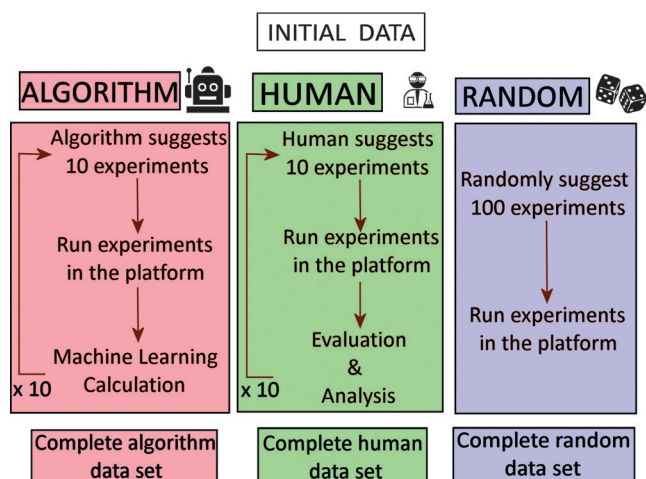 INITIAL DATA
ALGORITHM
Algorithm suggests
10 experiments
Run experiments
in the platform
Machine Learning
Calculation
x 10
Complete algorithm
data set
HUMAN
Human suggests
10 experiments
Run experiments
in the platform
Evaluation
&
Analysis
x 10
Complete human
data set
RANDOM
Randomly suggest
100 experiments
Run experiments
in the platform
Complete random
data set